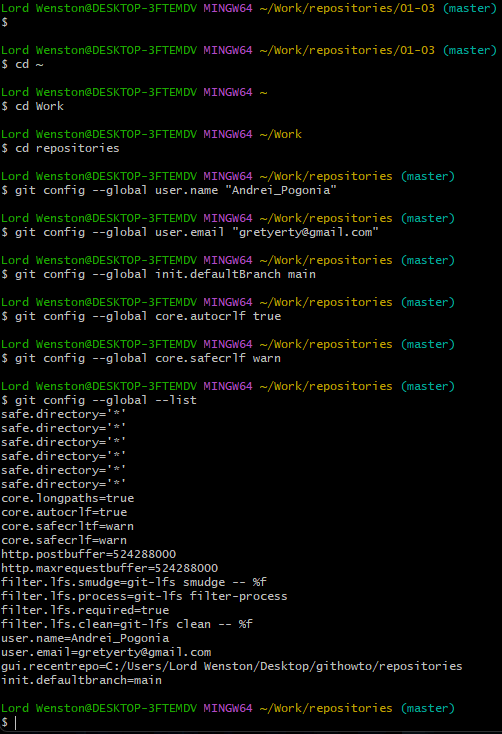 Lord Wenston@DESKTOP-3FTEMDV MINGW64 ~/Work/repositories/01-03 (master)
$
Lord Wenston@DESKTOP-3FTEMDV MINGW64 ~/Work/repositories/01-03 (master)
$ cd ~
Lord Wenston@DESKTOP-3FTEMDV MINGW64 ~
$ cd Work
Lord Wenston@DESKTOP-3FTEMDV MINGW64 ~/Work
$ cd repositories
Lord Wenston@DESKTOP-3FTEMDV MINGW64 ~/Work/repositories (master)
$ git config --global user.name "Andrei_Pogonia"
Lord Wenston@DESKTOP-3FTEMDV MINGW64 ~/Work/repositories (master)
$ git config --global user.email "gretyerty@gmail.com"
Lord Wenston@DESKTOP-3FTEMDV MINGW64 ~/Work/repositories (master)
$ git config --global init.defaultBranch main
Lord Wenston@DESKTOP-3FTEMDV MINGW64 ~/Work/repositories (master)
$ git config --global core.autocrlf true
Lord Wenston@DESKTOP-3FTEMDV MINGW64 ~/Work/repositories (master)
$ git config --global core.safecrlf warn
Lord Wenston@DESKTOP-3FTEMDV MINGW64 ~/Work/repositories (master)
$ git config --global --list
safe.directory='*'
safe.directory='*'
safe.directory='*'
safe.directory='*'
safe.directory='*'
safe.directory='*'
core.longpaths=true
core.autocrlf=true
core.safecrltf=warn
core.safecrlf=warn
http.postbuffer=524288000
http.maxrequestbuffer=524288000
filter.lfs.smudge=git-lfs smudge -- %f
filter.lfs.process=git-lfs filter-process
filter.lfs.required=true
filter.lfs.clean=git-lfs clean -- %f
user.name=Andrei_Pogonia
user.email=gretyerty@gmail.com
gui.recentrepo=C:/Users/Lord Wenston/Desktop/githowto/repositories
init.defaultbranch=main
Lord Wenston@DESKTOP-3FTEMDV MINGW64 ~/Work/repositories (master)
$